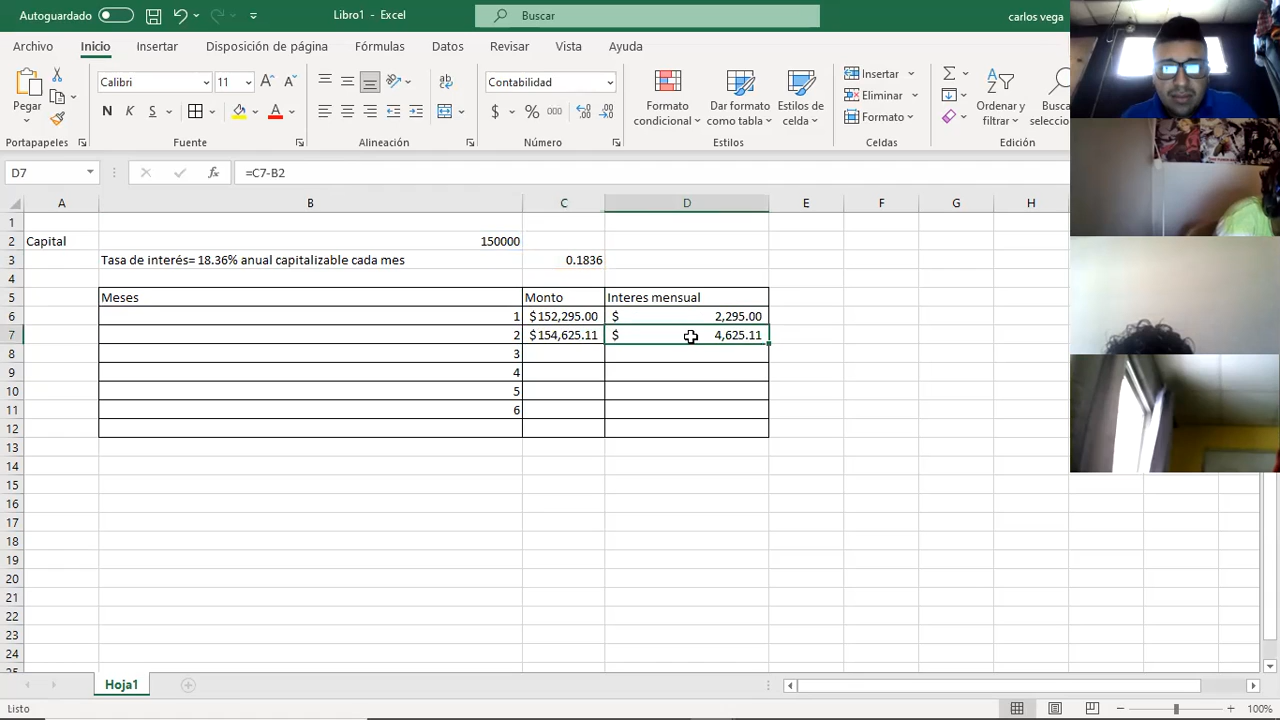 Autoguardado
Libro1 - Excel
Buscar
carlos vega
Archivo Inicio Insertar Disposición de página Fórmulas Datos Revisar Vista Ayuda
Pegar
Calibri 11
N K
ab
Contabilidad
$ % 000
Formato condicional
Dar formato como tabla
Estilos de celda
Insertar
Eliminar
Formato
Ordenar y filtrar
Portapapeles Fuente Alineación Número Estilos Celdas Edición
D7 fx =C7-B2
A B C D E F G H
1
2 Capital 150000
3 Tasa de interés= 18.36% anual capitalizable cada mes 0.1836
4
5 Meses Monto Interes mensual
6 1 $152,295.00 $ 2,295.00
7 2 $154,625.11 $ 4,625.11
8 3
9 4
10 5
11 6
12
13
14
15
16
17
18
19
20
21
22
23
24
25
Hoja1
Listo 100%